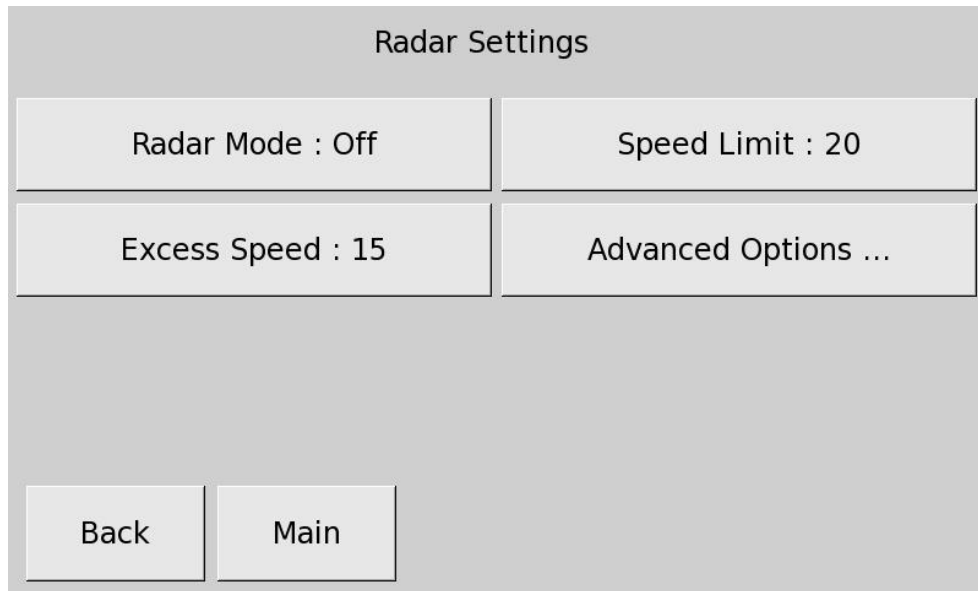 Radar Settings
Radar Mode : Off
Speed Limit : 20
Excess Speed : 15
Advanced Options ...
Back
Main